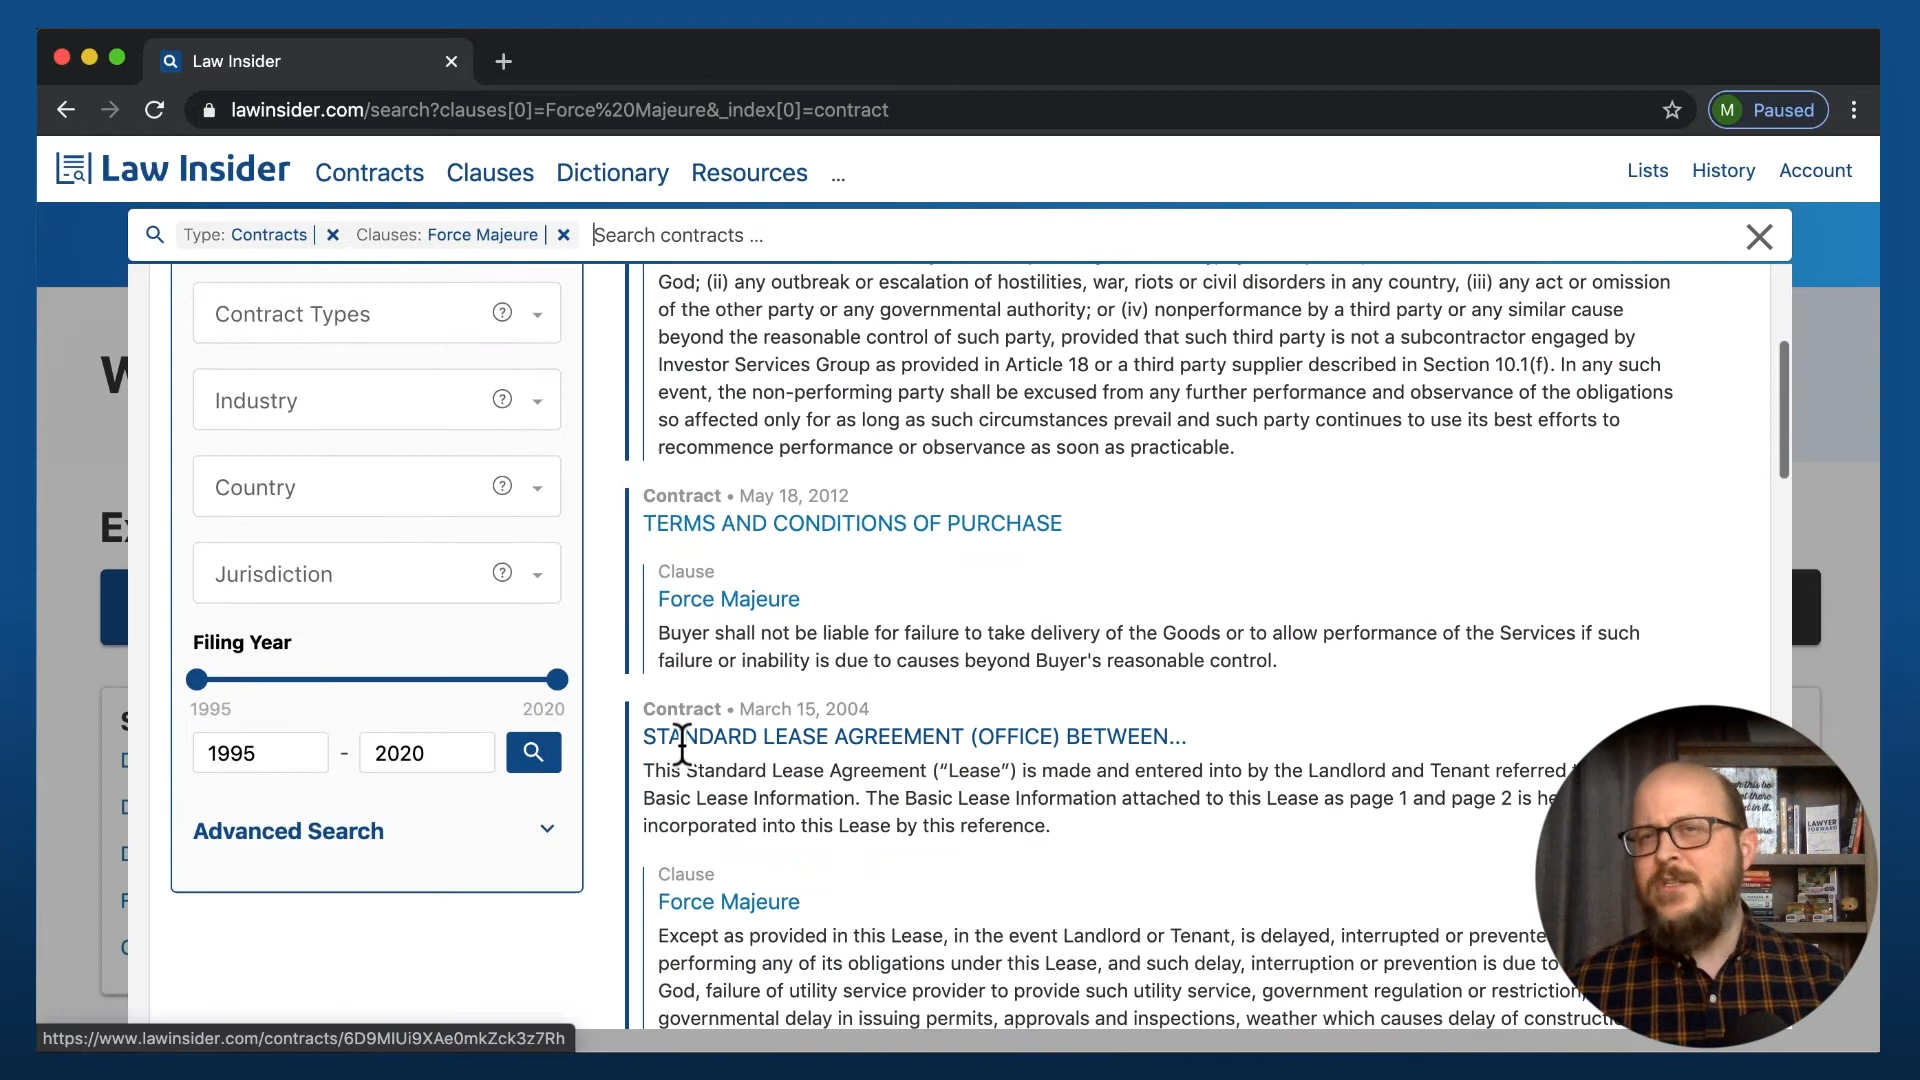 Law Insider
lawinsider.com/search?clauses[0]=Force%20Majeure&_index[0]=contract
M Paused
Law Insider Contracts Clauses Dictionary Resources ...
Lists History Account
Type: Contracts | Clauses: Force Majeure | Search contracts ...
Contract Types ?
Industry ?
Country ?
Jurisdiction ?
Filing Year
1995 2020
1995 - 2020
Advanced Search
God; (ii) any outbreak or escalation of hostilities, war, riots or civil disorders in any country, (iii) any act or omission
of the other party or any governmental authority; or (iv) nonperformance by a third party or any similar cause
beyond the reasonable control of such party, provided that such third party is not a subcontractor engaged by
Investor Services Group as provided in Article 18 or a third party supplier described in Section 10.1(f). In any such
event, the non-performing party shall be excused from any further performance and observance of the obligations
so affected only for as long as such circumstances prevail and such party continues to use its best efforts to
recommence performance or observance as soon as practicable.
Contract • May 18, 2012
TERMS AND CONDITIONS OF PURCHASE
Clause
Force Majeure
Buyer shall not be liable for failure to take delivery of the Goods or to allow performance of the Services if such
failure or inability is due to causes beyond Buyer's reasonable control.
Contract • March 15, 2004
STANDARD LEASE AGREEMENT (OFFICE) BETWEEN...
This Standard Lease Agreement (“Lease”) is made and entered into by the Landlord and Tenant referred
Basic Lease Information. The Basic Lease Information attached to this Lease as page 1 and page 2 is
incorporated into this Lease by this reference.
Clause
Force Majeure
Except as provided in this Lease, in the event Landlord or Tenant, is delayed, interrupted or
performing any of its obligations under this Lease, and such delay, interruption or prevention is due to
God, failure of utility service provider to provide such utility service, government regulation or restriction,
governmental delay in issuing permits, approvals and inspections, weather which causes delay of
LAWYER
FORWARD
https://www.lawinsider.com/contracts/6D9MIUi9XAe0mkZck3z7Rh